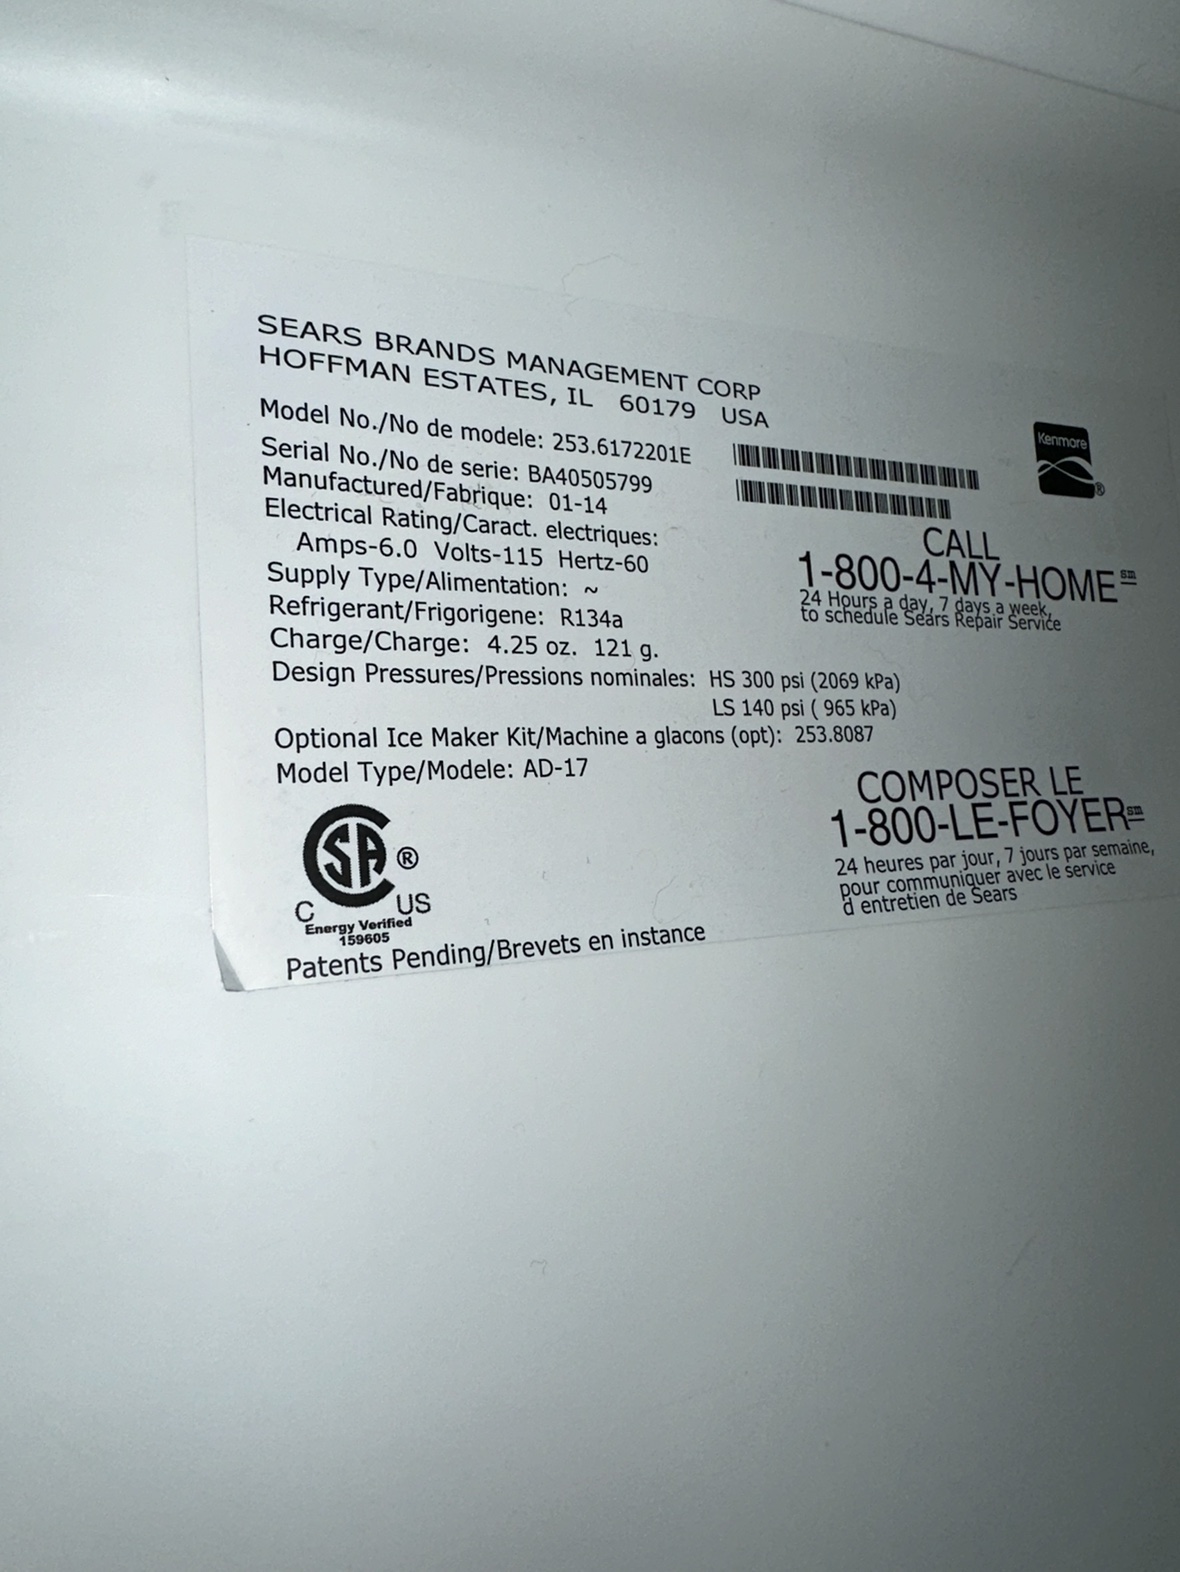 SEARS BRANDS MANAGEMENT CORP
HOFFMAN ESTATES, IL 60179 USA
Model No./No de modele: 253.6172201E
Serial No./No de serie: BA40505799
Manufactured/Fabrique: 01-14
Electrical Rating/Caract. electriques:
Amps-6.0 Volts-115 Hertz-60
Supply Type/Alimentation: ~
Refrigerant/Frigorigene: R134a
Charge/Charge: 4.25 oz. 121 g.
Design Pressures/Pressions nominales: HS 300 psi (2069 kPa)
LS 140 psi ( 965 kPa)
Optional Ice Maker Kit/Machine a glacons (opt): 253.8087
Model Type/Modele: AD-17
Kenmore ®
CALL
1-800-4-MY-HOME℠
24 Hours a day, 7 days a week,
to schedule Sears Repair Service
COMPOSER LE
1-800-LE-FOYER℠
24 heures par jour, 7 jours par semaine,
pour communiquer avec le service
d entretien de Sears
CSA ®
C US
Energy Verified
159605
Patents Pending/Brevets en instance